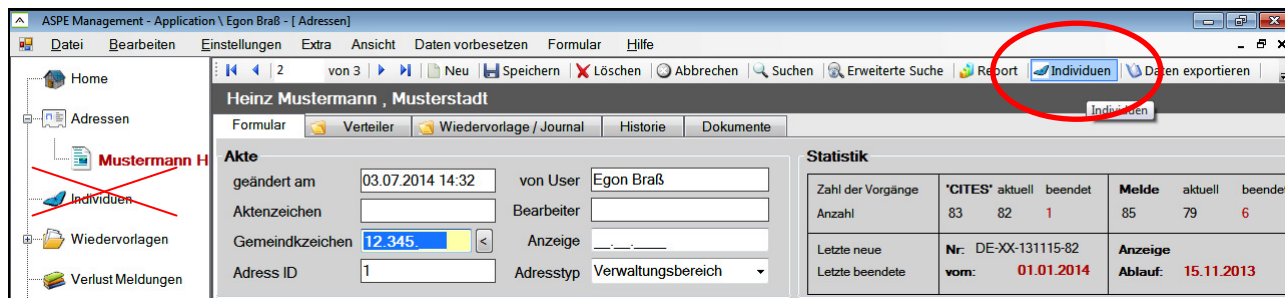 ASPE Management - Application \ Egon Braß - [ Adressen]
Datei Bearbeiten Einstellungen Extra Ansicht Daten vorbesetzen Formular Hilfe
2 von 3 Neu Speichern Löschen Abbrechen Suchen Erweiterte Suche Report Individuen Daten exportieren
Individuen
Home
Adressen
Mustermann H
Individuen
Wiedervorlagen
Verlust Meldungen
Heinz Mustermann , Musterstadt
Formular Verteiler Wiedervorlage / Journal Historie Dokumente
Akte
geändert am 03.07.2014 14:32 von User Egon Braß
Aktenzeichen Bearbeiter
Gemeindkzeichen 12.345. < Anzeige __.__.____
Adress ID 1 Adresstyp Verwaltungsbereich
Statistik
Zahl der Vorgänge 'CITES' aktuell beendet Melde aktuell beendet
Anzahl 83 82 1 85 79 6
Letzte neue Nr: DE-XX-131115-82 Anzeige
Letzte beendete vom: 01.01.2014 Ablauf: 15.11.2013